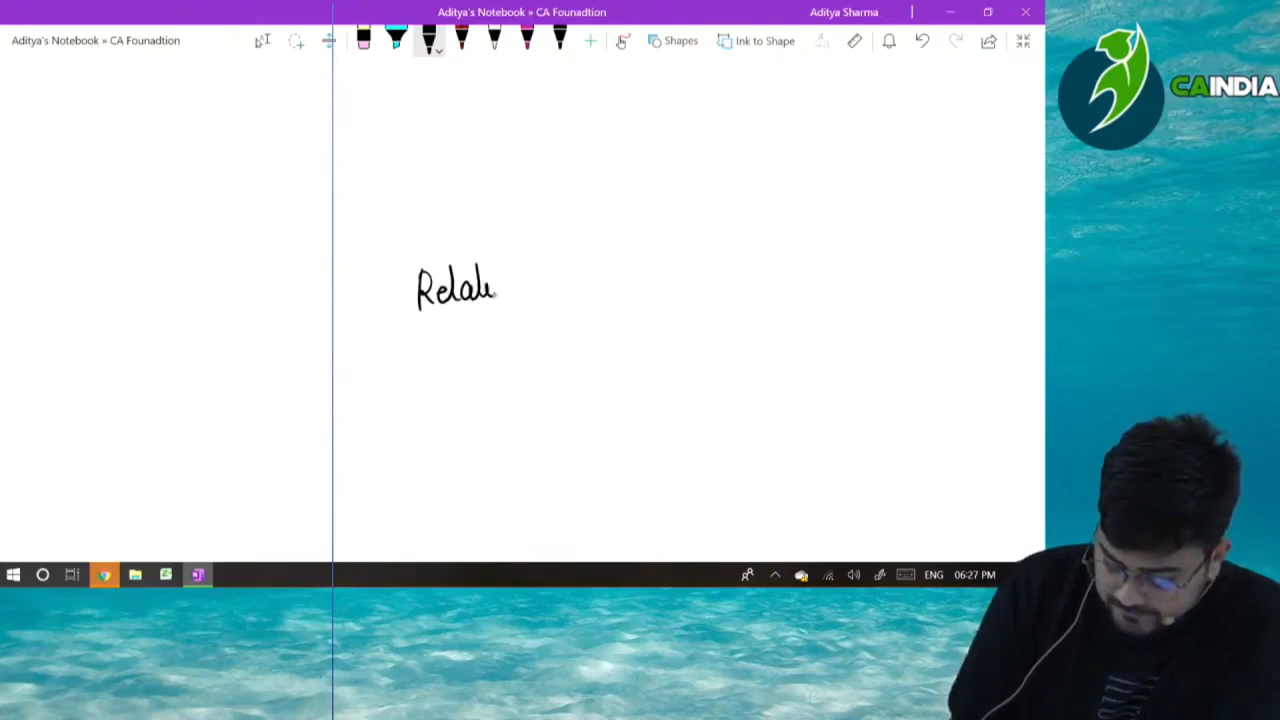 Aditya's Notebook » CA Founadtion
Aditya Sharma
Aditya's Notebook » CA Founadtion
Shapes
Ink to Shape
CAINDIA
Relate
ENG
06:27 PM